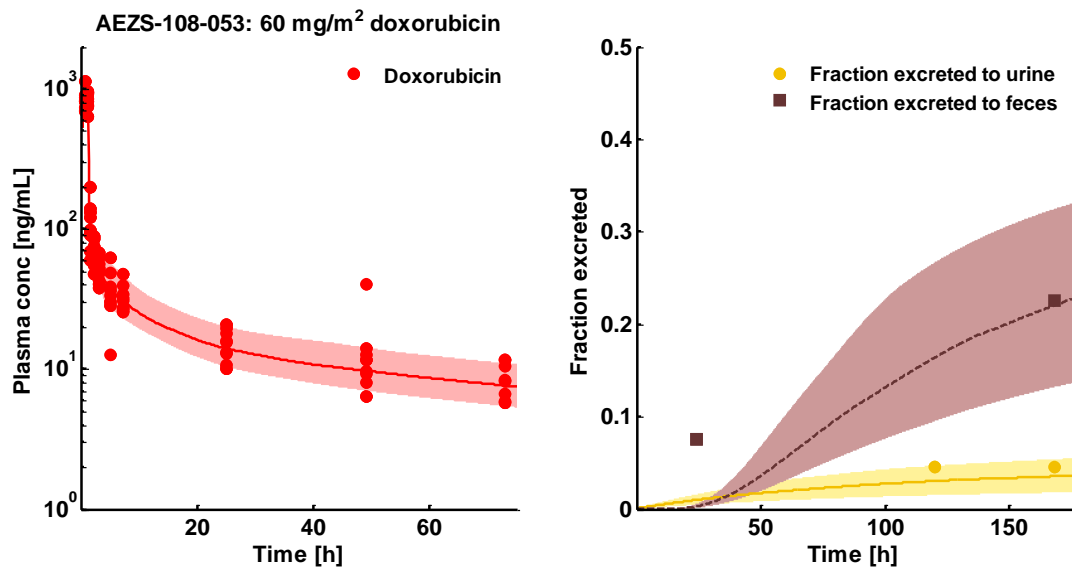 AEZS-108-053: 60 mg/m² doxorubicin
Doxorubicin
Plasma conc [ng/mL]
10³
10²
10¹
10⁰
20
40
60
Time [h]
Fraction excreted to urine
Fraction excreted to feces
Fraction excreted
0.5
0.4
0.3
0.2
0.1
0
50
100
150
Time [h]